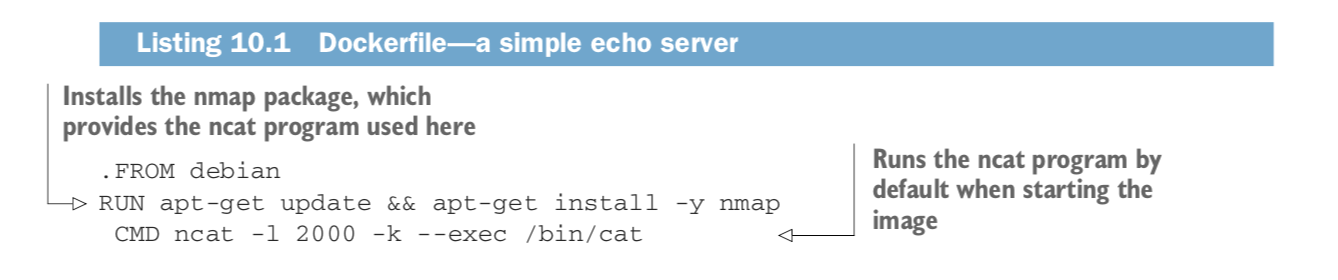 Listing 10.1 Dockerfile—a simple echo server
Installs the nmap package, which
provides the ncat program used here
.FROM debian
RUN apt-get update && apt-get install -y nmap
CMD ncat -l 2000 -k --exec /bin/cat
Runs the ncat program by
default when starting the
image